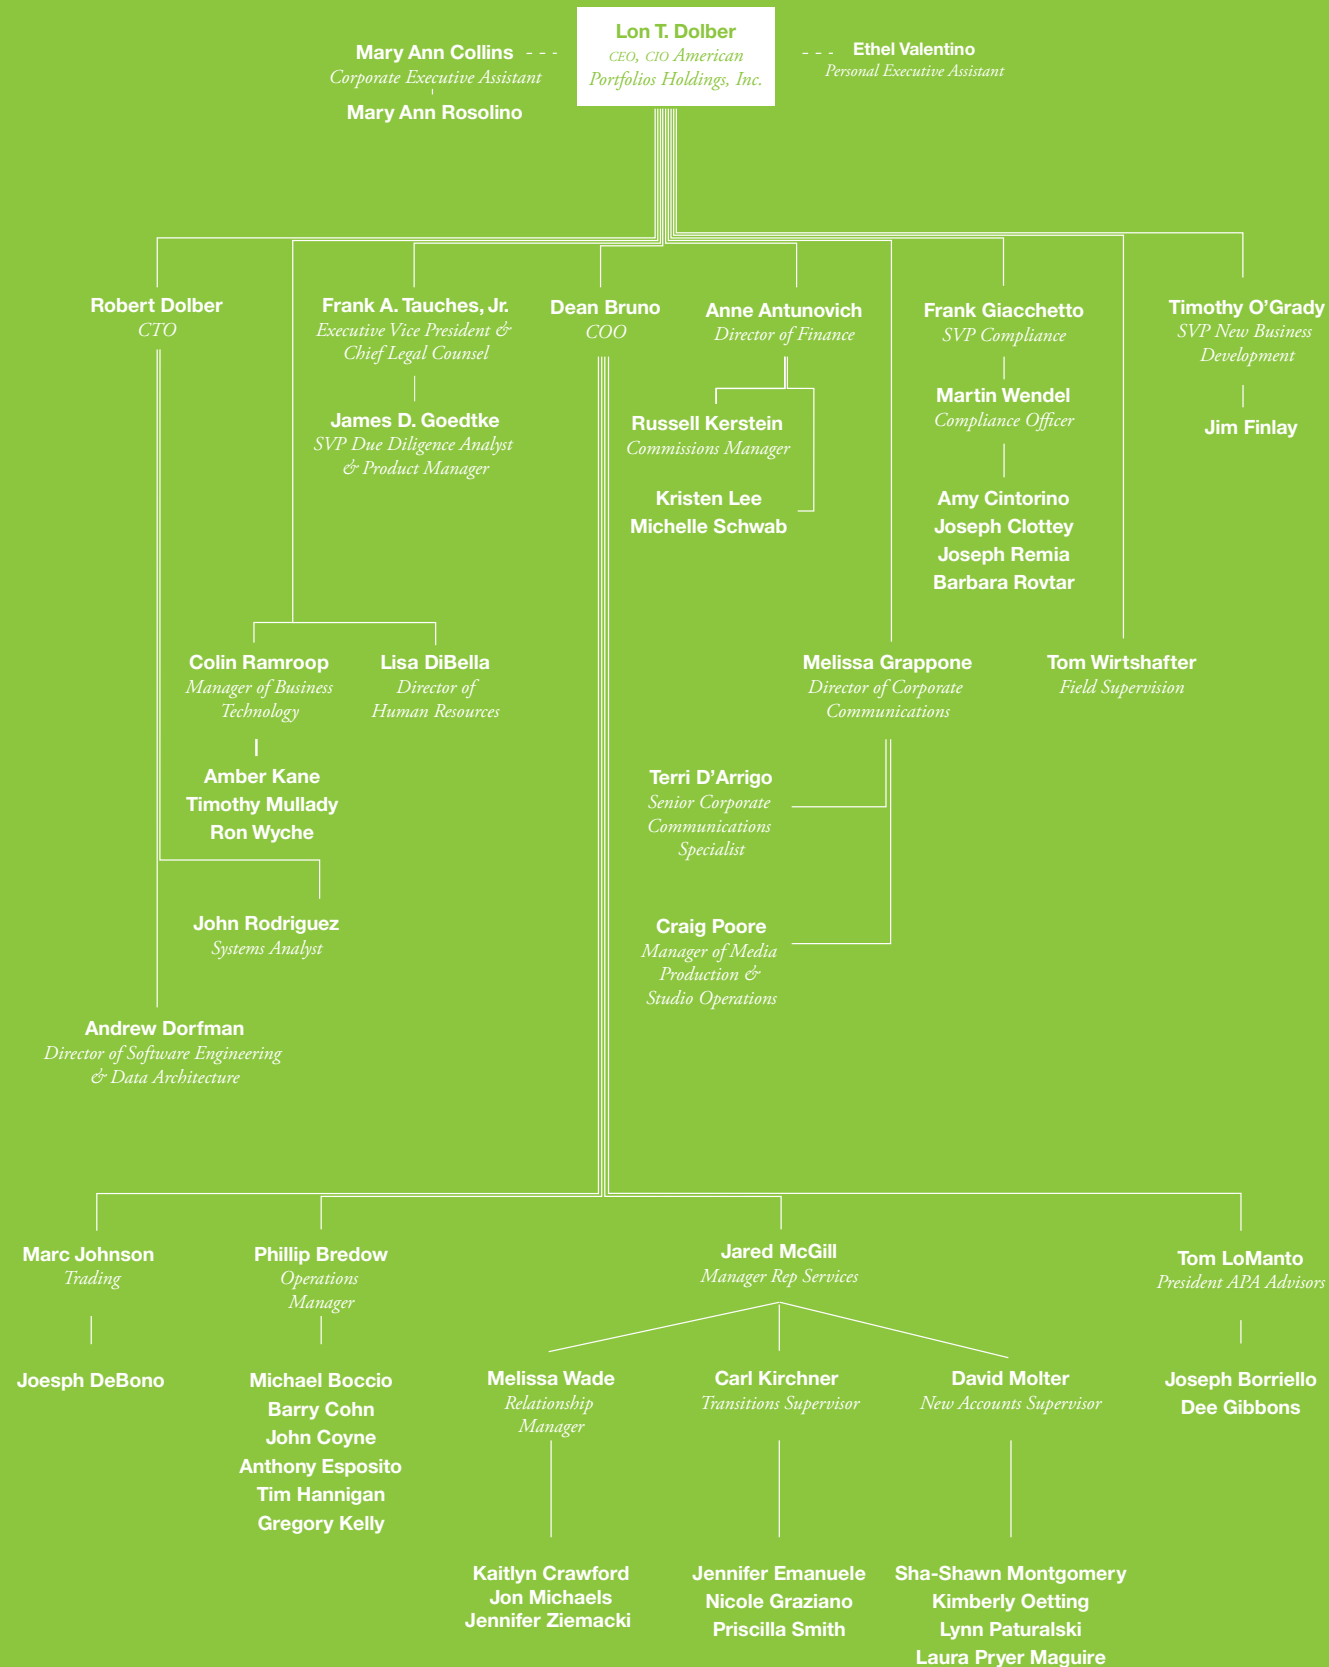 Lon T. Dolber
CEO, CIO American
Portfolios Holdings, Inc.
Mary Ann Collins
Corporate Executive Assistant
Mary Ann Rosolino
Ethel Valentino
Personal Executive Assistant
Robert Dolber
CTO
Frank A. Tauches, Jr.
Executive Vice President &
Chief Legal Counsel
James D. Goedtke
SVP Due Diligence Analyst
& Product Manager
Dean Bruno
COO
Anne Antunovich
Director of Finance
Russell Kerstein
Commissions Manager
Kristen Lee
Michelle Schwab
Frank Giacchetto
SVP Compliance
Martin Wendel
Compliance Officer
Amy Cintorino
Joseph Clottey
Joseph Remia
Barbara Rovtar
Timothy O’Grady
SVP New Business
Development
Jim Finlay
Colin Ramroop
Manager of Business
Technology
Amber Kane
Timothy Mullady
Ron Wyche
Lisa DiBella
Director of
Human Resources
Melissa Grappone
Director of Corporate
Communications
Tom Wirtshafter
Field Supervision
Terri D’Arrigo
Senior Corporate
Communications
Specialist
Craig Poore
Manager of Media
Production &
Studio Operations
John Rodriguez
Systems Analyst
Andrew Dorfman
Director of Software Engineering
& Data Architecture
Marc Johnson
Trading
Joesph DeBono
Phillip Bredow
Operations
Manager
Michael Boccio
Barry Cohn
John Coyne
Anthony Esposito
Tim Hannigan
Gregory Kelly
Jared McGill
Manager Rep Services
Melissa Wade
Relationship
Manager
Kaitlyn Crawford
Jon Michaels
Jennifer Ziemacki
Carl Kirchner
Transitions Supervisor
Jennifer Emanuele
Nicole Graziano
Priscilla Smith
David Molter
New Accounts Supervisor
Sha-Shawn Montgomery
Kimberly Oetting
Lynn Paturalski
Laura Pryer Maguire
Tom LoManto
President APA Advisors
Joseph Borriello
Dee Gibbons